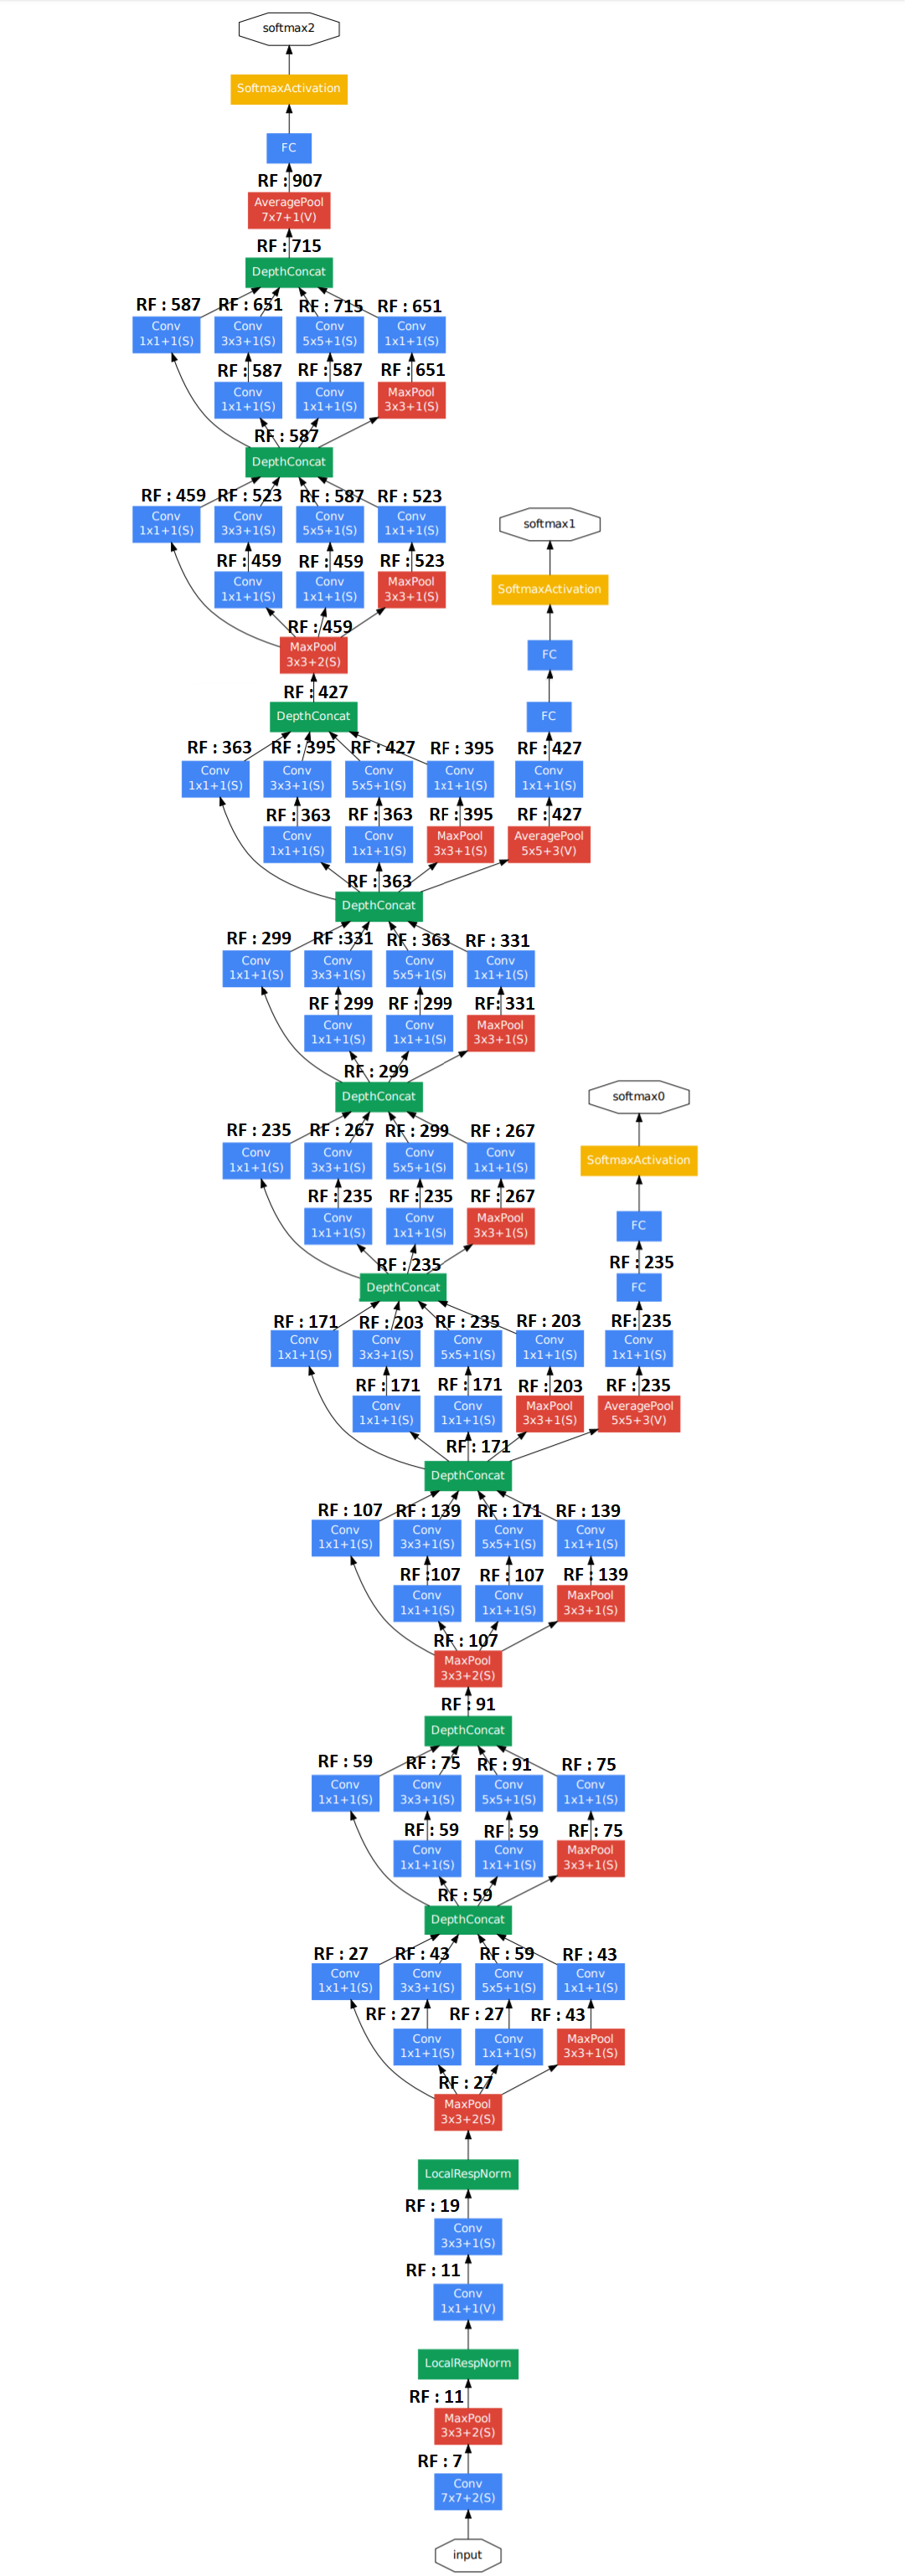 softmax2
SoftmaxActivation
FC
RF:907
AveragePool
7x7+1(V)
RF:715
DepthConcat
RF:587 RF:651 RF:715 RF:651
Conv Conv Conv Conv
1x1+1(S) 3x3+1(S) 5x5+1(S) 1x1+1(S)
RF:587 RF:587 RF:651
Conv Conv MaxPool
1x1+1(S) 1x1+1(S) 3x3+1(S)
RF:587
DepthConcat
RF:459 RF:523 RF:587 RF:523
Conv Conv Conv Conv
1x1+1(S) 3x3+1(S) 5x5+1(S) 1x1+1(S)
softmax1
RF:459 RF:459 RF:523
Conv Conv MaxPool
1x1+1(S) 1x1+1(S) 3x3+1(S)
SoftmaxActivation
RF:459
MaxPool
3x3+2(S)
FC
RF:427
DepthConcat
FC
RF:363 RF:395 RF:427 RF:395 RF:427
Conv Conv Conv Conv Conv
1x1+1(S) 3x3+1(S) 5x5+1(S) 1x1+1(S) 1x1+1(S)
RF:363 RF:363 RF:395 RF:427
Conv Conv MaxPool AveragePool
1x1+1(S) 1x1+1(S) 3x3+1(S) 5x5+3(V)
RF:363
DepthConcat
RF:299 RF:331 RF:363 RF:331
Conv Conv Conv Conv
1x1+1(S) 3x3+1(S) 5x5+1(S) 1x1+1(S)
RF:299 RF:299 RF:331
Conv Conv MaxPool
1x1+1(S) 1x1+1(S) 3x3+1(S)
RF:299
DepthConcat
softmax0
RF:235 RF:267 RF:299 RF:267
Conv Conv Conv Conv
1x1+1(S) 3x3+1(S) 5x5+1(S) 1x1+1(S)
SoftmaxActivation
RF:235 RF:235 RF:267
Conv Conv MaxPool
1x1+1(S) 1x1+1(S) 3x3+1(S)
FC
RF:235 RF:235
DepthConcat
FC
RF:171 RF:203 RF:235 RF:203 RF:235
Conv Conv Conv Conv Conv
1x1+1(S) 3x3+1(S) 5x5+1(S) 1x1+1(S) 1x1+1(S)
RF:171 RF:171 RF:203 RF:235
Conv Conv MaxPool AveragePool
1x1+1(S) 1x1+1(S) 3x3+1(S) 5x5+3(V)
RF:171
DepthConcat
RF:107 RF:139 RF:171 RF:139
Conv Conv Conv Conv
1x1+1(S) 3x3+1(S) 5x5+1(S) 1x1+1(S)
RF:107 RF:107 RF:139
Conv Conv MaxPool
1x1+1(S) 1x1+1(S) 3x3+1(S)
RF:107
MaxPool
3x3+2(S)
RF:91
DepthConcat
RF:59 RF:75 RF:91 RF:75
Conv Conv Conv Conv
1x1+1(S) 3x3+1(S) 5x5+1(S) 1x1+1(S)
RF:59 RF:59 RF:75
Conv Conv MaxPool
1x1+1(S) 1x1+1(S) 3x3+1(S)
RF:59
DepthConcat
RF:27 RF:43 RF:59 RF:43
Conv Conv Conv Conv
1x1+1(S) 3x3+1(S) 5x5+1(S) 1x1+1(S)
RF:27 RF:27 RF:43
Conv Conv MaxPool
1x1+1(S) 1x1+1(S) 3x3+1(S)
RF:27
MaxPool
3x3+2(S)
LocalRespNorm
RF:19
Conv
3x3+1(S)
RF:11
Conv
1x1+1(V)
LocalRespNorm
RF:11
MaxPool
3x3+2(S)
RF:7
Conv
7x7+2(S)
input